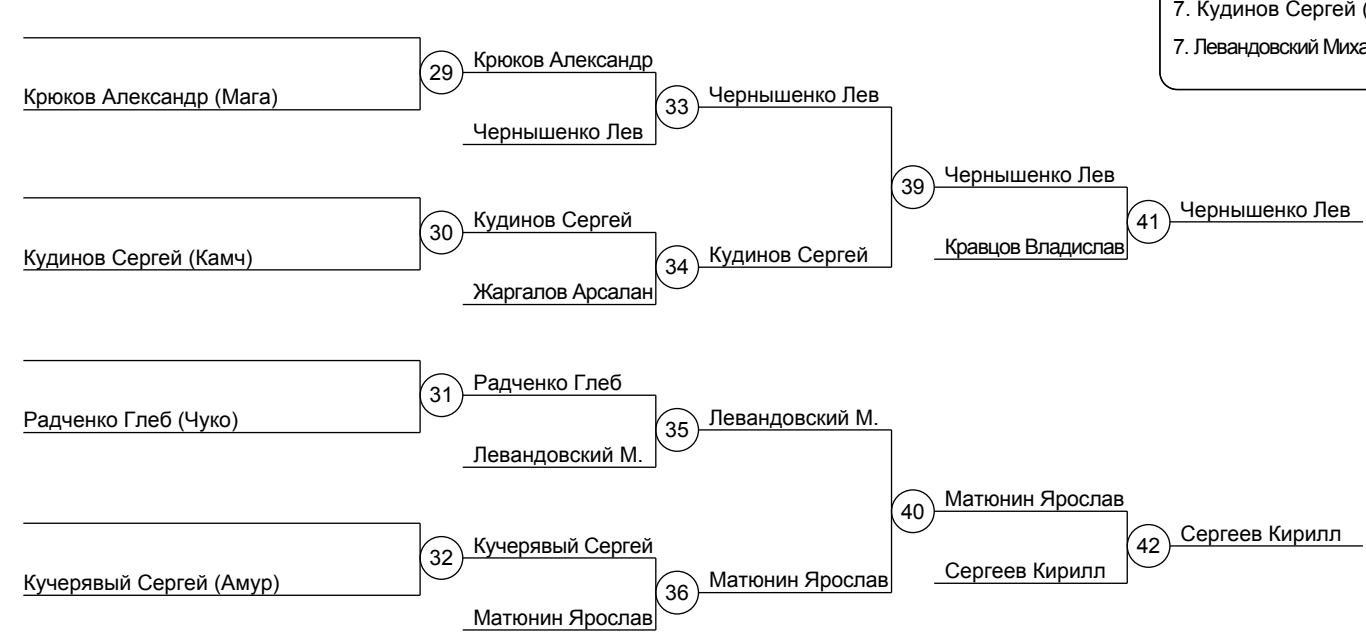 7. Кудинов Сергей (
7. Левандовский Миха
29
Крюков Александр
Крюков Александр (Мага)
33
Чернышенко Лев
Чернышенко Лев
39
Чернышенко Лев
30
Кудинов Сергей
41
Чернышенко Лев
Кудинов Сергей (Камч)
34
Кудинов Сергей
Кравцов Владислав
Жаргалов Арсалан
31
Радченко Глеб
Радченко Глеб (Чуко)
35
Левандовский М.
Левандовский М.
40
Матюнин Ярослав
32
Кучерявый Сергей
42
Сергеев Кирилл
Кучерявый Сергей (Амур)
36
Матюнин Ярослав
Сергеев Кирилл
Матюнин Ярослав